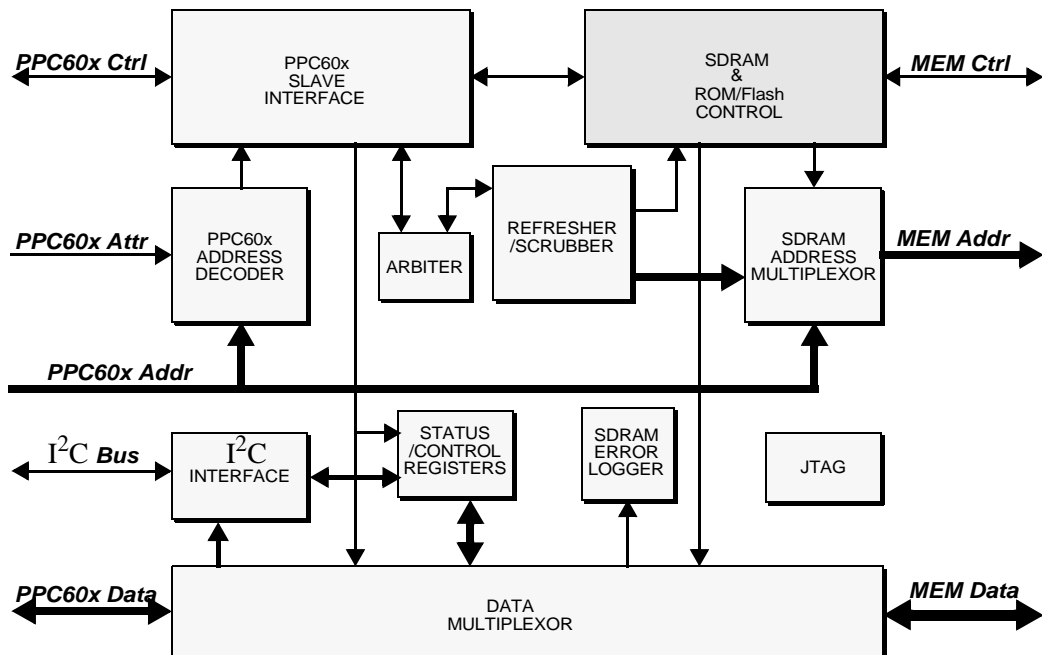 PPC60x Ctrl
PPC60x
SLAVE
INTERFACE
SDRAM
&
ROM/Flash
CONTROL
MEM Ctrl
PPC60x Attr
PPC60x
ADDRESS
DECODER
ARBITER
REFRESHER
/SCRUBBER
SDRAM
ADDRESS
MULTIPLEXOR
MEM Addr
PPC60x Addr
I²C Bus
I²C
INTERFACE
STATUS
/CONTROL
REGISTERS
SDRAM
ERROR
LOGGER
JTAG
PPC60x Data
DATA
MULTIPLEXOR
MEM Data